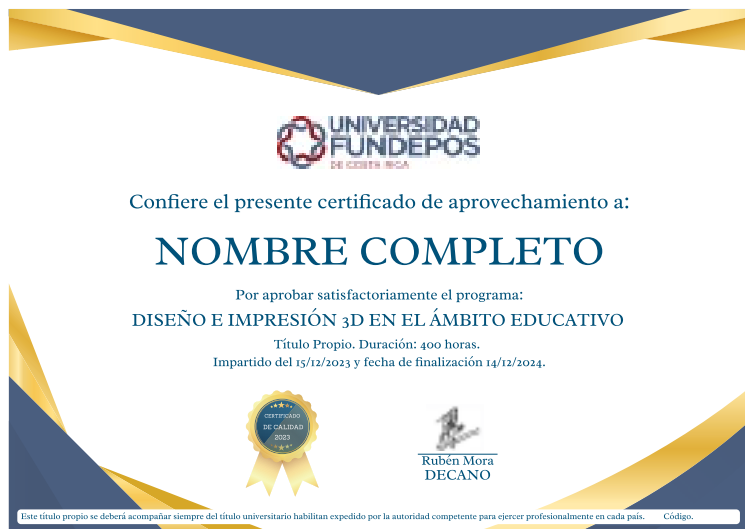 UNIVERSIDAD
FUNDEPOS
DE COSTA RICA
Confiere el presente certificado de aprovechamiento a:
NOMBRE COMPLETO
Por aprobar satisfactoriamente el programa:
DISEÑO E IMPRESIÓN 3D EN EL ÁMBITO EDUCATIVO
Título Propio. Duración: 400 horas.
Impartido del 15/12/2023 y fecha de finalización 14/12/2024.
CERTIFICADO
DE CALIDAD
2023
Rubén Mora
DECANO
Este título propio se deberá acompañar siempre del título universitario habilitan expedido por la autoridad competente para ejercer profesionalmente en cada país. Código.